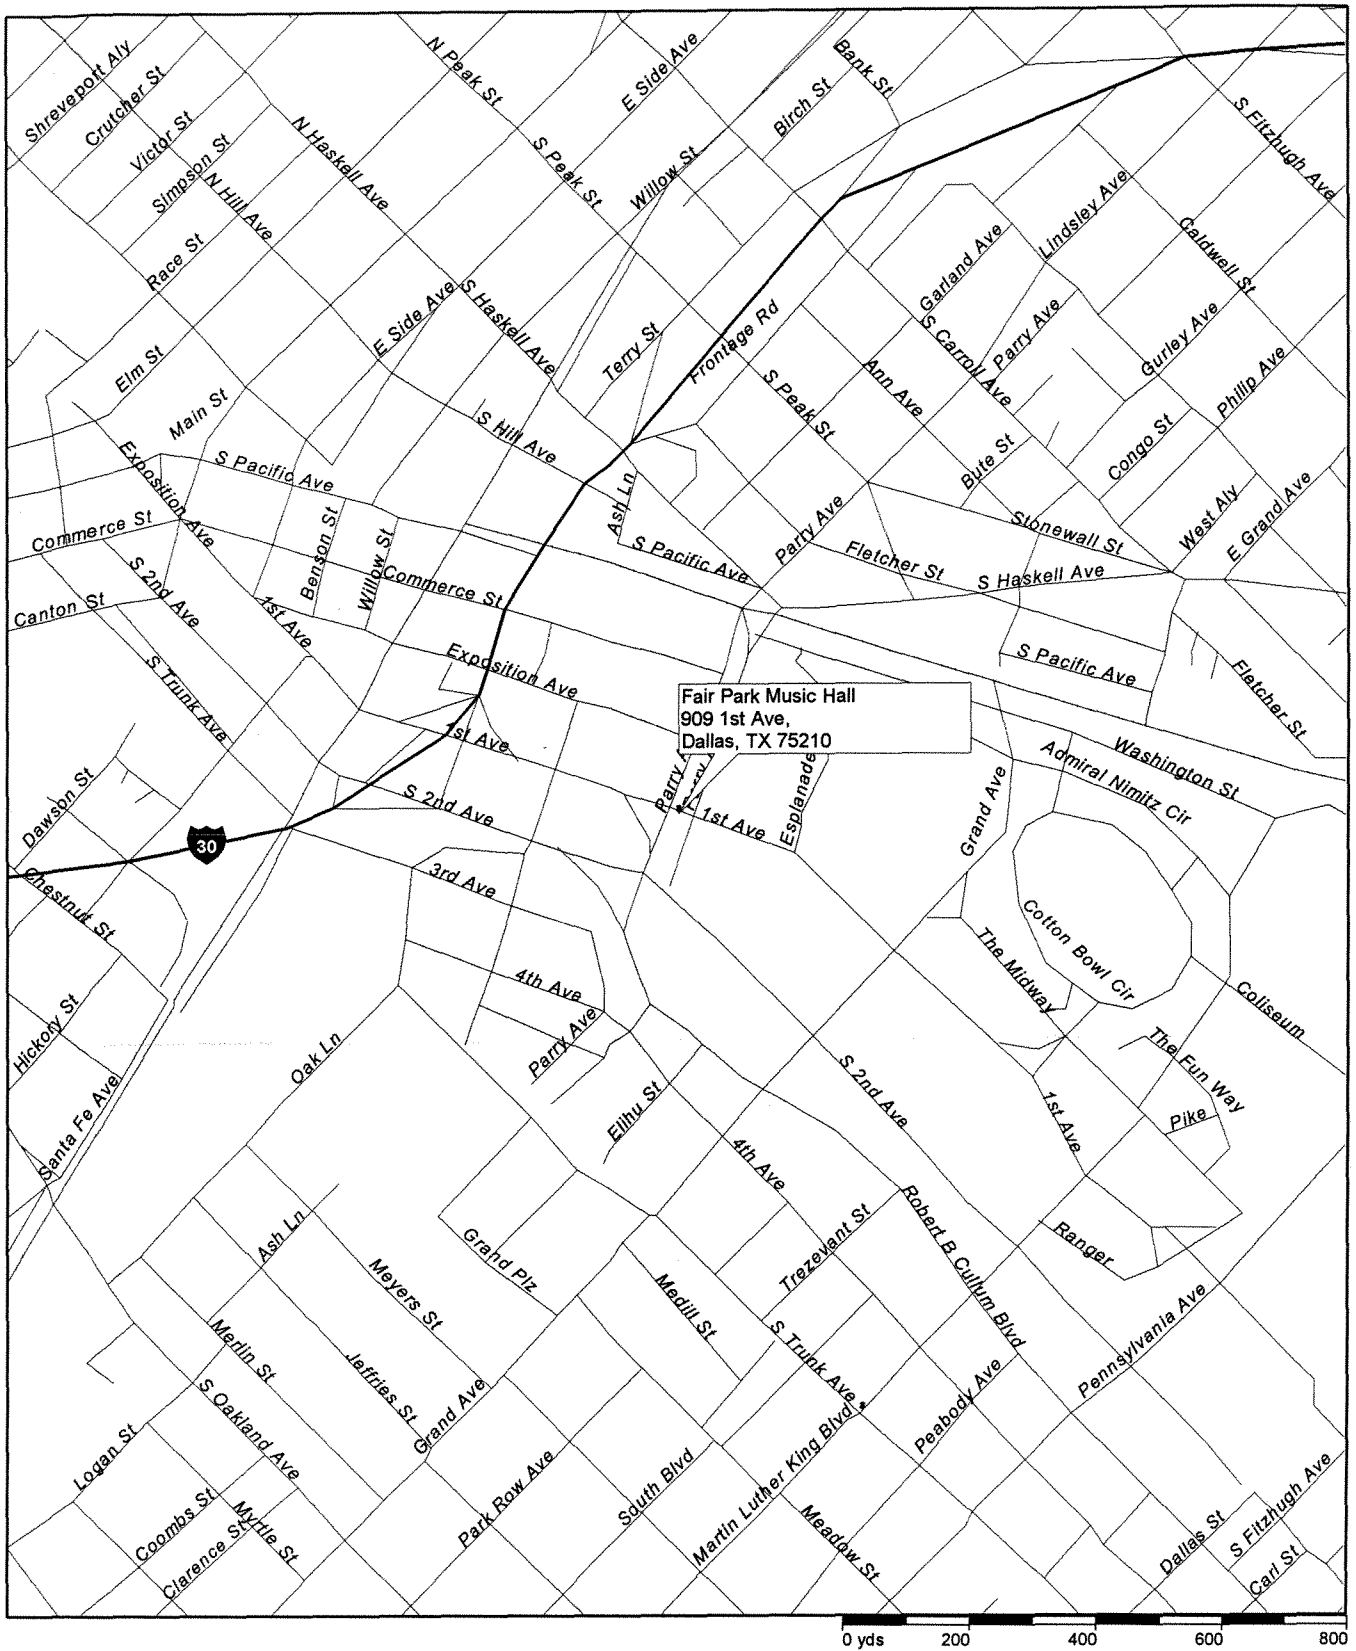 Shreveport Aly
Crutcher St
Victor St
Simpson St
N Hill Ave
Race St
N Haskell Ave
N Peak St
E Side Ave
S Peak St
Willow St
Bank St
Birch St
S Fitzhugh Ave
Lindsley Ave
Garland Ave
Caldwell St
E Side Ave
S Haskell Ave
Terry St
Frontage Rd
S Carroll Ave
Parry Ave
Gurley Ave
Phillip Ave
Elm St
Main St
S Hill Ave
S Peak St
Ann Ave
Bute St
Congo St
Exposition Ave
S Pacific Ave
Ash Ln
Parry Ave
Stonewall St
West Aly
E Grand Ave
Commerce St
S 2nd Ave
Benson St
Willow St
Commerce St
S Pacific Ave
Fletcher St
S Haskell Ave
Canton St
1st Ave
S Trunk Ave
Exposition Ave
S Pacific Ave
Fletcher St
Fair Park Music Hall
909 1st Ave,
Dallas, TX 75210
1st Ave
Washington St
Admiral Nimitz Cir
Dawson St
S 2nd Ave
Parry
1st Ave
Esplanade
Grand Ave
30
Chestnut St
3rd Ave
Cotton Bowl Cir
The Midway
4th Ave
Coliseum
Hickory St
Oak Ln
Parry Ave
S 2nd Ave
The Fun Way
Santa Fe Ave
Elihu St
1st Ave
Pike
4th Ave
Ash Ln
Grand Plz
Trezevant St
Robert B Cullum Blvd
Ranger
Meyers St
Medill St
Merlin St
Jeffries St
S Trunk Ave
Pennsylvania Ave
S Oakland Ave
Grand Ave
Peabody Ave
Logan St
Park Row Ave
South Blvd
Martin Luther King Blvd
Coombs St
Myrtle St
Clarence St
Meadow St
Dallas St
S Fitzhugh Ave
Carl St
0 yds 200 400 600 800